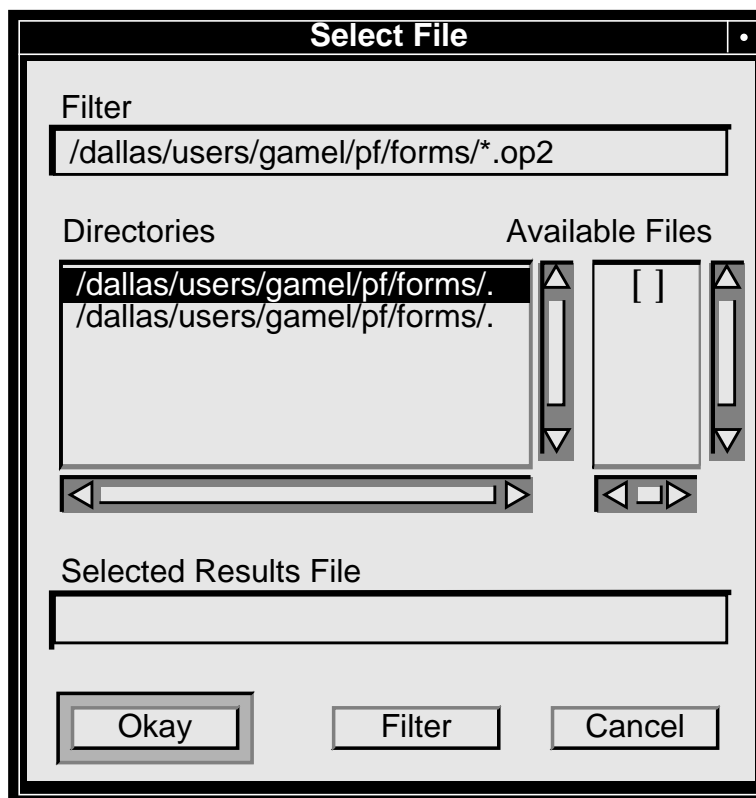 Select File
Filter
/dallas/users/gamel/pf/forms/*.op2
Directories
Available Files
/dallas/users/gamel/pf/forms/.
/dallas/users/gamel/pf/forms/.
[ ]
Selected Results File
Okay
Filter
Cancel